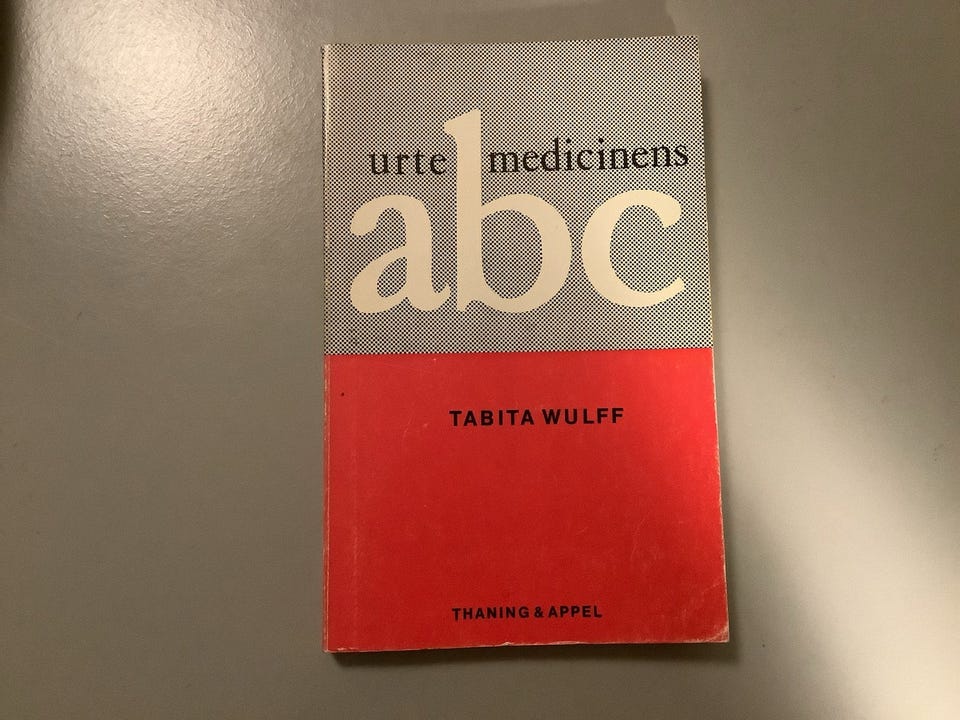 urte medicinens
abc
TABITA WULFF
THANING & APPEL